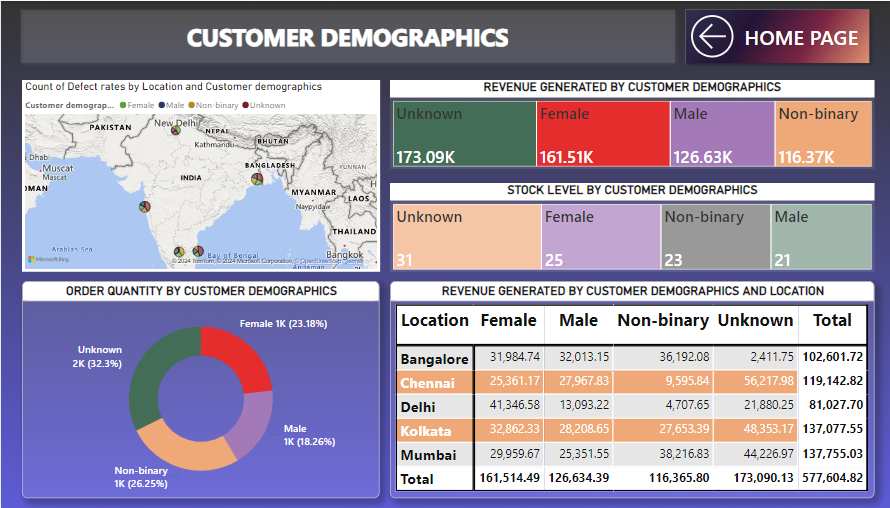 CUSTOMER DEMOGRAPHICS
HOME PAGE
Count of Defect rates by Location and Customer demographics
Customer demograp... Female Male Non-binary Unknown
PAKISTAN
New Delhi
NEPAL
Kathmandu
BHUTAN
BANGLADESH
YUNNAN
Dhabi
Muscat
Mascat
OMAN
INDIA
MYANMAR
Naypyidaw
LAOS
THAILAND
Arabian Sea
Bay of Bengal
Bangkok
Microsoft Bing
© 2024 TomTom, © 2024 Microsoft Corporation, © OpenStreetMap Terms
Andaman
REVENUE GENERATED BY CUSTOMER DEMOGRAPHICS
Unknown Female Male Non-binary
173.09K 161.51K 126.63K 116.37K
STOCK LEVEL BY CUSTOMER DEMOGRAPHICS
Unknown Female Non-binary Male
31 25 23 21
ORDER QUANTITY BY CUSTOMER DEMOGRAPHICS
Female 1K (23.18%)
Unknown
2K (32.3%)
Male
1K (18.26%)
Non-binary
1K (26.25%)
REVENUE GENERATED BY CUSTOMER DEMOGRAPHICS AND LOCATION
Location Female Male Non-binary Unknown Total
Bangalore 31,984.74 32,013.15 36,192.08 2,411.75 102,601.72
Chennai 25,361.17 27,967.83 9,595.84 56,217.98 119,142.82
Delhi 41,346.58 13,093.22 4,707.65 21,880.25 81,027.70
Kolkata 32,862.33 28,208.65 27,653.39 48,353.17 137,077.55
Mumbai 29,959.67 25,351.55 38,216.83 44,226.97 137,755.03
Total 161,514.49 126,634.39 116,365.80 173,090.13 577,604.82